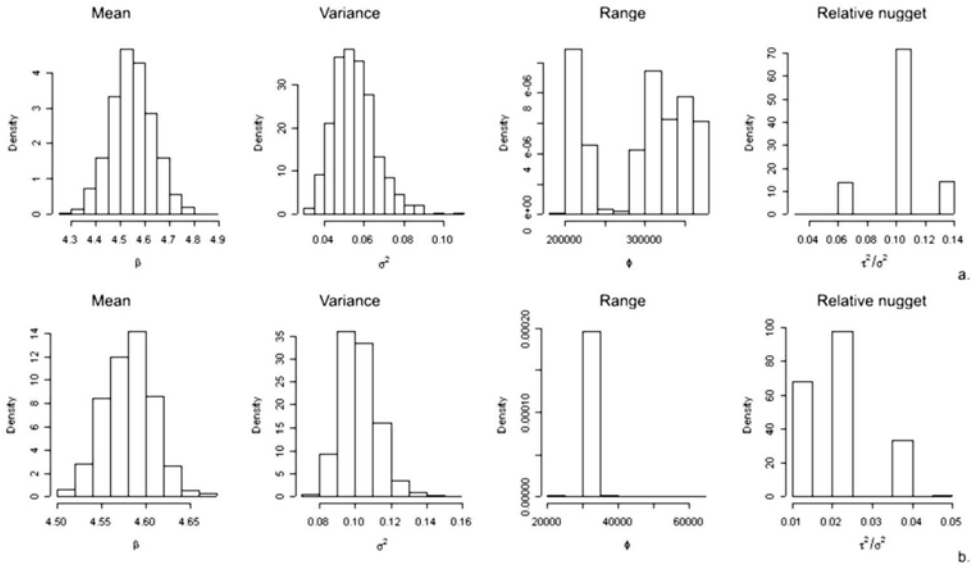 Mean
Variance
Range
Relative nugget
Density
0 1 2 3 4
4.3 4.4 4.5 4.6 4.7 4.8 4.9
β
Density
0 10 20 30
0.04 0.06 0.08 0.10
σ²
Density
0 e+00 4 e-06 8 e-06
200000 300000
ϕ
Density
0 10 20 30 40 50 60 70
0.04 0.06 0.08 0.10 0.12 0.14
τ²/σ²
a.
Mean
Variance
Range
Relative nugget
Density
0 2 4 6 8 10 12 14
4.50 4.55 4.60 4.65
β
Density
0 5 10 15 20 25 30 35
0.08 0.10 0.12 0.14 0.16
σ²
Density
0.00000 0.00010 0.00020
20000 40000 60000
ϕ
Density
0 20 40 60 80 100
0.01 0.02 0.03 0.04 0.05
τ²/σ²
b.